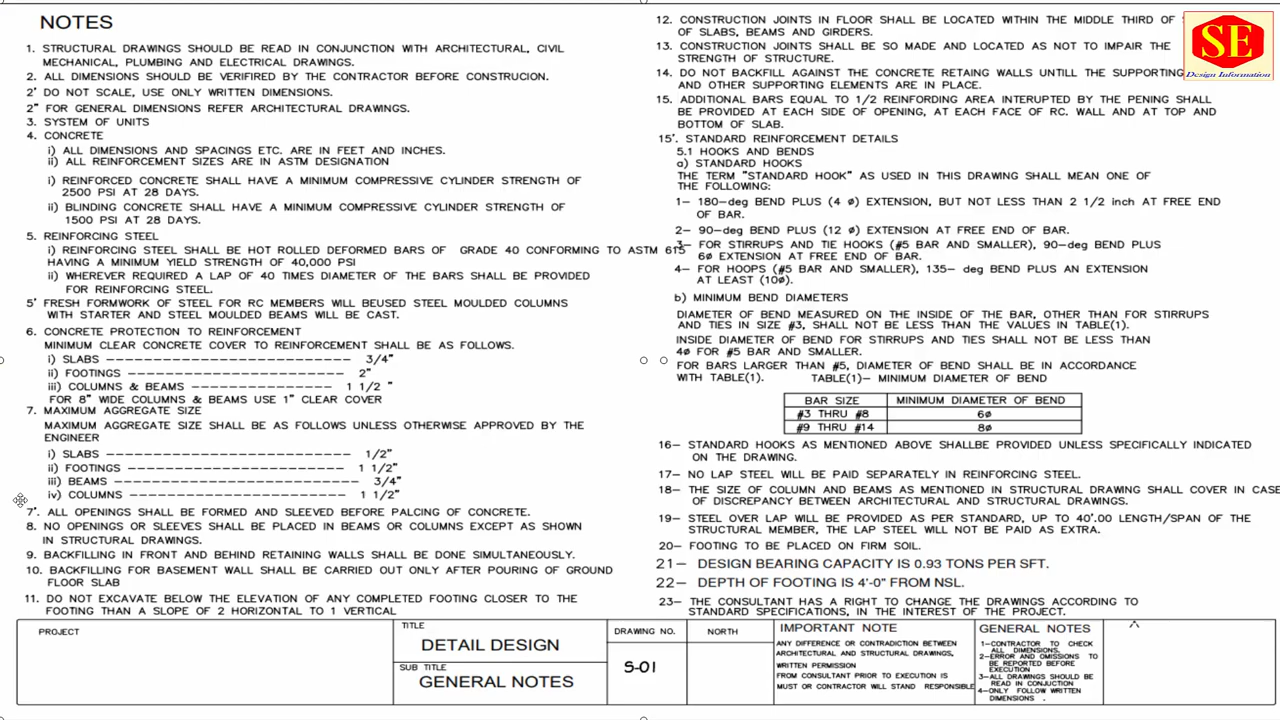 NOTES
1. STRUCTURAL DRAWINGS SHOULD BE READ IN CONJUNCTION WITH ARCHITECTURAL, CIVIL
MECHANICAL, PLUMBING AND ELECTRICAL DRAWINGS.
2. ALL DIMENSIONS SHOULD BE VERIFIRED BY THE CONTRACTOR BEFORE CONSTRUCION.
2' DO NOT SCALE, USE ONLY WRITTEN DIMENSIONS.
2" FOR GENERAL DIMENSIONS REFER ARCHITECTURAL DRAWINGS.
3. SYSTEM OF UNITS
4. CONCRETE
i) ALL DIMENSIONS AND SPACINGS ETC. ARE IN FEET AND INCHES.
ii) ALL REINFORCEMENT SIZES ARE IN ASTM DESIGNATION
i) REINFORCED CONCRETE SHALL HAVE A MINIMUM COMPRESSIVE CYLINDER STRENGTH OF
2500 PSI AT 28 DAYS.
ii) BLINDING CONCRETE SHALL HAVE A MINIMUM COMPRESSIVE CYLINDER STRENGTH OF
1500 PSI AT 28 DAYS.
5. REINFORCING STEEL
i) REINFORCING STEEL SHALL BE HOT ROLLED DEFORMED BARS OF GRADE 40 CONFORMING TO ASTM 615
HAVING A MINIMUM YIELD STRENGTH OF 40,000 PSI
ii) WHEREVER REQUIRED A LAP OF 40 TIMES DIAMETER OF THE BARS SHALL BE PROVIDED
FOR REINFORCING STEEL.
5' FRESH FORMWORK OF STEEL FOR RC MEMBERS WILL BEUSED STEEL MOULDED COLUMNS
WITH STARTER AND STEEL MOULDED BEAMS WILL BE CAST.
6. CONCRETE PROTECTION TO REINFORCEMENT
MINIMUM CLEAR CONCRETE COVER TO REINFORCEMENT SHALL BE AS FOLLOWS.
i) SLABS –––––––––––––––––––––––––– 3/4"
ii) FOOTINGS ––––––––––––––––––––––– 2"
iii) COLUMNS & BEAMS ––––––––––––––– 1 1/2 "
FOR 8" WIDE COLUMNS & BEAMS USE 1" CLEAR COVER
7. MAXIMUM AGGREGATE SIZE
MAXIMUM AGGREGATE SIZE SHALL BE AS FOLLOWS UNLESS OTHERWISE APPROVED BY THE
ENGINEER
i) SLABS –––––––––––––––––––––––––– 1/2"
ii) FOOTINGS ––––––––––––––––––––––– 1 1/2"
iii) BEAMS ––––––––––––––––––––––––– 3/4"
iv) COLUMNS ––––––––––––––––––––––– 1 1/2"
7'. ALL OPENINGS SHALL BE FORMED AND SLEEVED BEFORE PALCING OF CONCRETE.
8. NO OPENINGS OR SLEEVES SHALL BE PLACED IN BEAMS OR COLUMNS EXCEPT AS SHOWN
IN STRUCTURAL DRAWINGS.
9. BACKFILLING IN FRONT AND BEHIND RETAINING WALLS SHALL BE DONE SIMULTANEOUSLY.
10. BACKFILLING FOR BASEMENT WALL SHALL BE CARRIED OUT ONLY AFTER POURING OF GROUND
FLOOR SLAB
11. DO NOT EXCAVATE BELOW THE ELEVATION OF ANY COMPLETED FOOTING CLOSER TO THE
FOOTING THAN A SLOPE OF 2 HORIZONTAL TO 1 VERTICAL
12. CONSTRUCTION JOINTS IN FLOOR SHALL BE LOCATED WITHIN THE MIDDLE THIRD OF
OF SLABS, BEAMS AND GIRDERS.
13. CONSTRUCTION JOINTS SHALL BE SO MADE AND LOCATED AS NOT TO IMPAIR THE
STRENGTH OF STRUCTURE.
14. DO NOT BACKFILL AGAINST THE CONCRETE RETAING WALLS UNTILL THE SUPPORTING
AND OTHER SUPPORTING ELEMENTS ARE IN PLACE.
15. ADDITIONAL BARS EQUAL TO 1/2 REINFORDING AREA INTERUPTED BY THE PENING SHALL
BE PROVIDED AT EACH SIDE OF OPENING, AT EACH FACE OF RC. WALL AND AT TOP AND
BOTTOM OF SLAB.
15'. STANDARD REINFORCEMENT DETAILS
5.1 HOOKS AND BENDS
a) STANDARD HOOKS
THE TERM "STANDARD HOOK" AS USED IN THIS DRAWING SHALL MEAN ONE OF
THE FOLLOWING:
1– 180–deg BEND PLUS (4 ø) EXTENSION, BUT NOT LESS THAN 2 1/2 inch AT FREE END
OF BAR.
2– 90–deg BEND PLUS (12 ø) EXTENSION AT FREE END OF BAR.
3– FOR STIRRUPS AND TIE HOOKS (#5 BAR AND SMALLER), 90–deg BEND PLUS
6ø EXTENSION AT FREE END OF BAR.
4– FOR HOOPS (#5 BAR AND SMALLER), 135– deg BEND PLUS AN EXTENSION
AT LEAST (10ø).
b) MINIMUM BEND DIAMETERS
DIAMETER OF BEND MEASURED ON THE INSIDE OF THE BAR, OTHER THAN FOR STIRRUPS
AND TIES IN SIZE #3, SHALL NOT BE LESS THAN THE VALUES IN TABLE(1).
INSIDE DIAMETER OF BEND FOR STIRRUPS AND TIES SHALL NOT BE LESS THAN
4ø FOR #5 BAR AND SMALLER.
FOR BARS LARGER THAN #5, DIAMETER OF BEND SHALL BE IN ACCORDANCE
WITH TABLE(1). TABLE(1)– MINIMUM DIAMETER OF BEND
BAR SIZE MINIMUM DIAMETER OF BEND
#3 THRU #8 6ø
#9 THRU #14 8ø
16– STANDARD HOOKS AS MENTIONED ABOVE SHALLBE PROVIDED UNLESS SPECIFICALLY INDICATED
ON THE DRAWING.
17– NO LAP STEEL WILL BE PAID SEPARATELY IN REINFORCING STEEL.
18– THE SIZE OF COLUMN AND BEAMS AS MENTIONED IN STRUCTURAL DRAWING SHALL COVER IN CASE
OF DISCREPANCY BETWEEN ARCHITECTURAL AND STRUCTURAL DRAWINGS.
19– STEEL OVER LAP WILL BE PROVIDED AS PER STANDARD, UP TO 40'.00 LENGTH/SPAN OF THE
STRUCTURAL MEMBER, THE LAP STEEL WILL NOT BE PAID AS EXTRA.
20– FOOTING TO BE PLACED ON FIRM SOIL.
21– DESIGN BEARING CAPACITY IS 0.93 TONS PER SFT.
22– DEPTH OF FOOTING IS 4'-0" FROM NSL.
23– THE CONSULTANT HAS A RIGHT TO CHANGE THE DRAWINGS ACCORDING TO
STANDARD SPECIFICATIONS, IN THE INTEREST OF THE PROJECT.
SE
Design Information
PROJECT
TITLE
DETAIL DESIGN
SUB TITLE
GENERAL NOTES
DRAWING NO.
S-01
NORTH
IMPORTANT NOTE
ANY DIFFERENCE OR CONTRADICTION BETWEEN
ARCHITECTURAL AND STRUCTURAL DRAWINGS,
WRITTEN PERMISSION
FROM CONSULTANT PRIOR TO EXECUTION IS
MUST OR CONTRACTOR WILL STAND RESPONSIBLE
GENERAL NOTES
1–CONTRACTOR TO CHECK
ALL DIMENSIONS.
2–ERROR AND OMISSIONS TO
BE REPORTED BEFORE
EXECUTION
3–ALL DRAWINGS SHOULD BE
READ IN CONJUCTION
4–ONLY FOLLOW WRITTEN
DIMENSIONS .